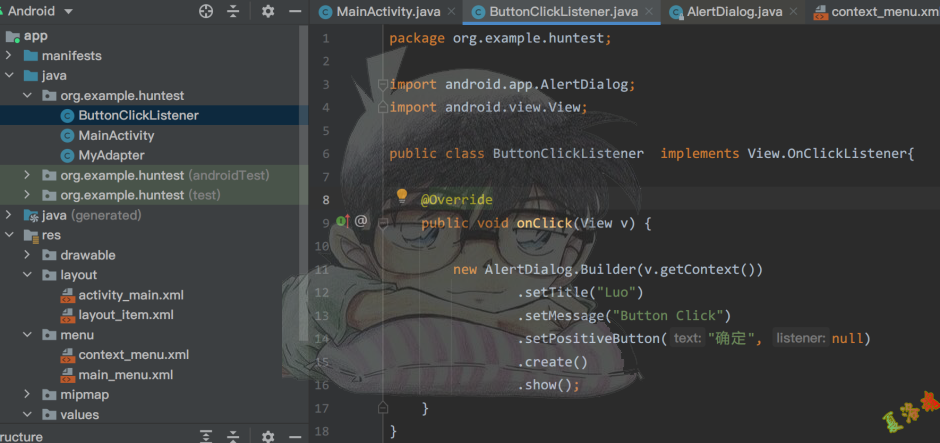 Android
MainActivity.java
ButtonClickListener.java
AlertDialog.java
context_menu.xm
app
manifests
java
org.example.huntest
ButtonClickListener
MainActivity
MyAdapter
org.example.huntest (androidTest)
org.example.huntest (test)
java (generated)
res
drawable
layout
activity_main.xml
layout_item.xml
menu
context_menu.xml
main_menu.xml
mipmap
values
ructure
1 package org.example.huntest;
2
3 import android.app.AlertDialog;
4 import android.view.View;
5
6 public class ButtonClickListener  implements View.OnClickListener{
7
8 @Override
9 @ public void onClick(View v) {
10
11 new AlertDialog.Builder(v.getContext())
12 .setTitle("Luo")
13 .setMessage("Button Click")
14 .setPositiveButton( text: "确定", listener: null)
15 .create()
16 .show();
17 }
18 }